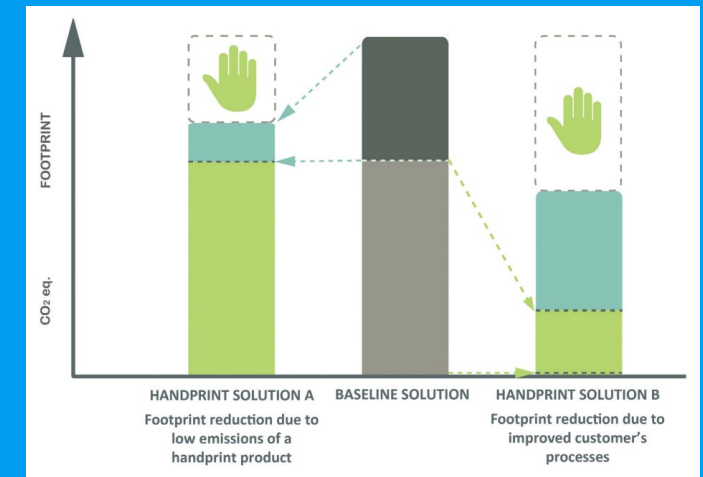 FOOTPRINT
CO₂ eq.
HANDPRINT SOLUTION A
Footprint reduction due to
low emissions of a
handprint product
BASELINE SOLUTION
HANDPRINT SOLUTION B
Footprint reduction due to
improved customer's
processes